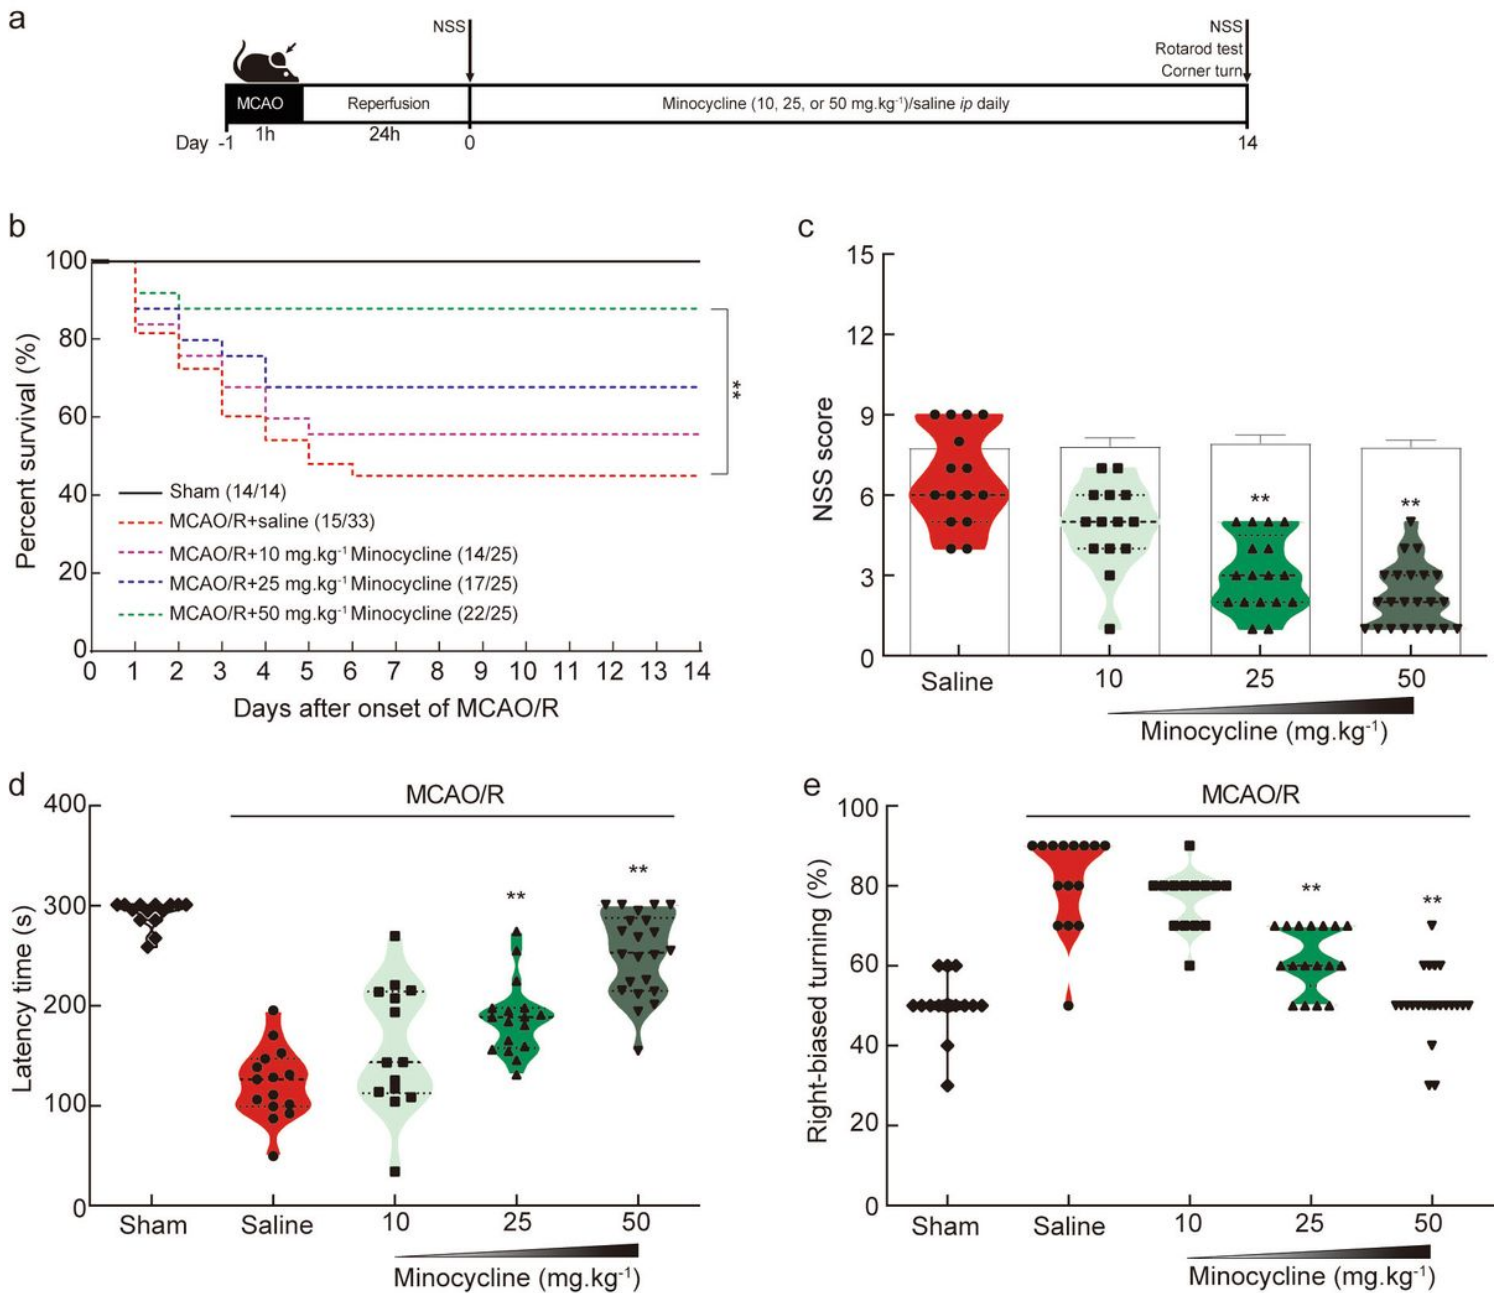 a
NSS
NSS
Rotarod test
Corner turn
MCAO
Reperfusion
Minocycline (10, 25, or 50 mg.kg⁻¹)/saline ip daily
1h
24h
Day -1
0
14
b
100
80
60
40
20
0
Percent survival (%)
**
Sham (14/14)
MCAO/R+saline (15/33)
MCAO/R+10 mg.kg⁻¹ Minocycline (14/25)
MCAO/R+25 mg.kg⁻¹ Minocycline (17/25)
MCAO/R+50 mg.kg⁻¹ Minocycline (22/25)
0 1 2 3 4 5 6 7 8 9 10 11 12 13 14
Days after onset of MCAO/R
c
15
12
9
6
3
0
NSS score
**
**
Saline 10 25 50
Minocycline (mg.kg⁻¹)
d
MCAO/R
400
300
200
100
0
Latency time (s)
**
**
Sham Saline 10 25 50
Minocycline (mg.kg⁻¹)
e
MCAO/R
100
80
60
40
20
0
Right-biased turning (%)
**
**
Sham Saline 10 25 50
Minocycline (mg.kg⁻¹)